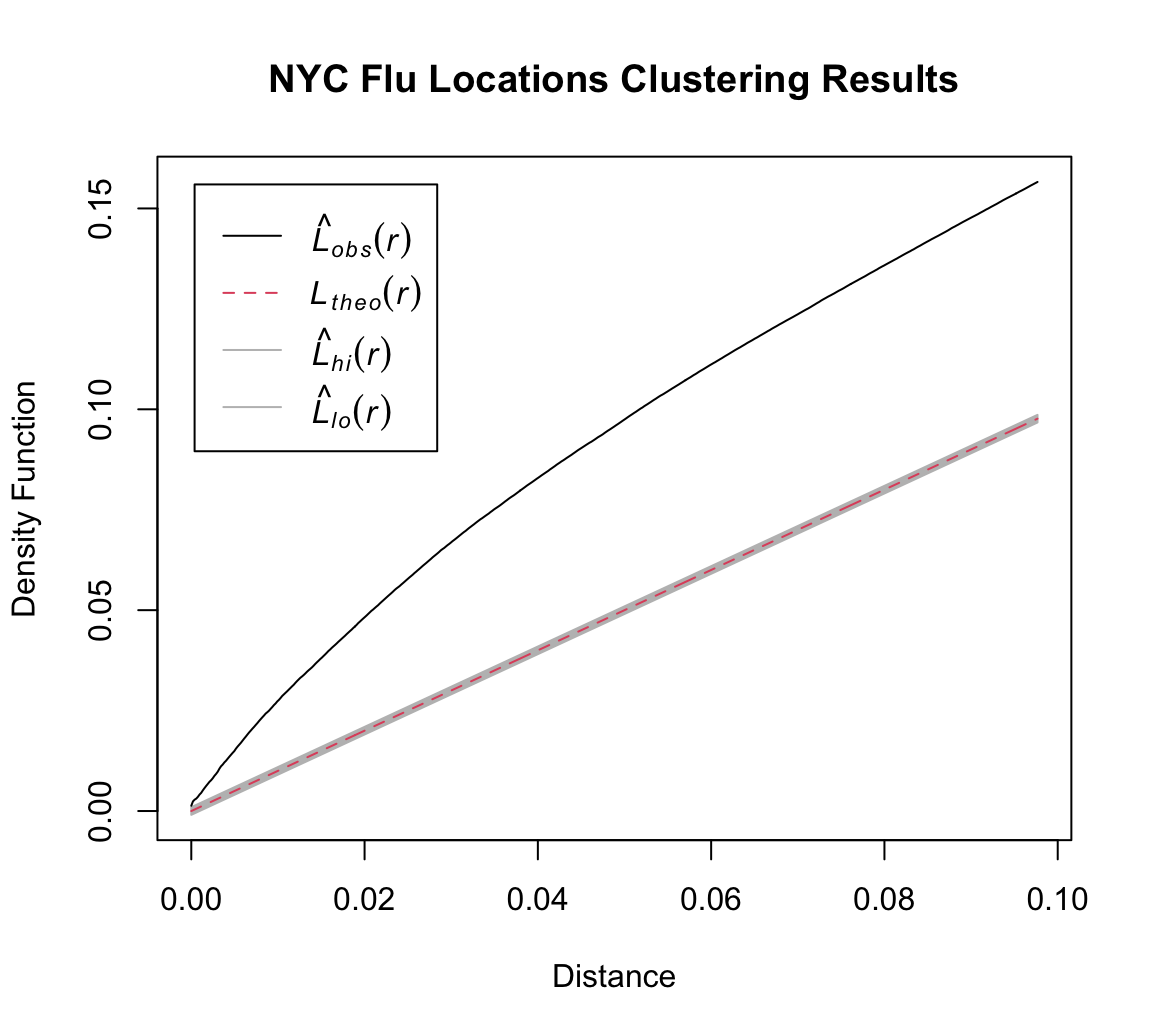 NYC Flu Locations Clustering Results
L̂obs(r)
Ltheo(r)
L̂hi(r)
L̂lo(r)
Density Function
0.15
0.10
0.05
0.00
0.00 0.02 0.04 0.06 0.08 0.10
Distance